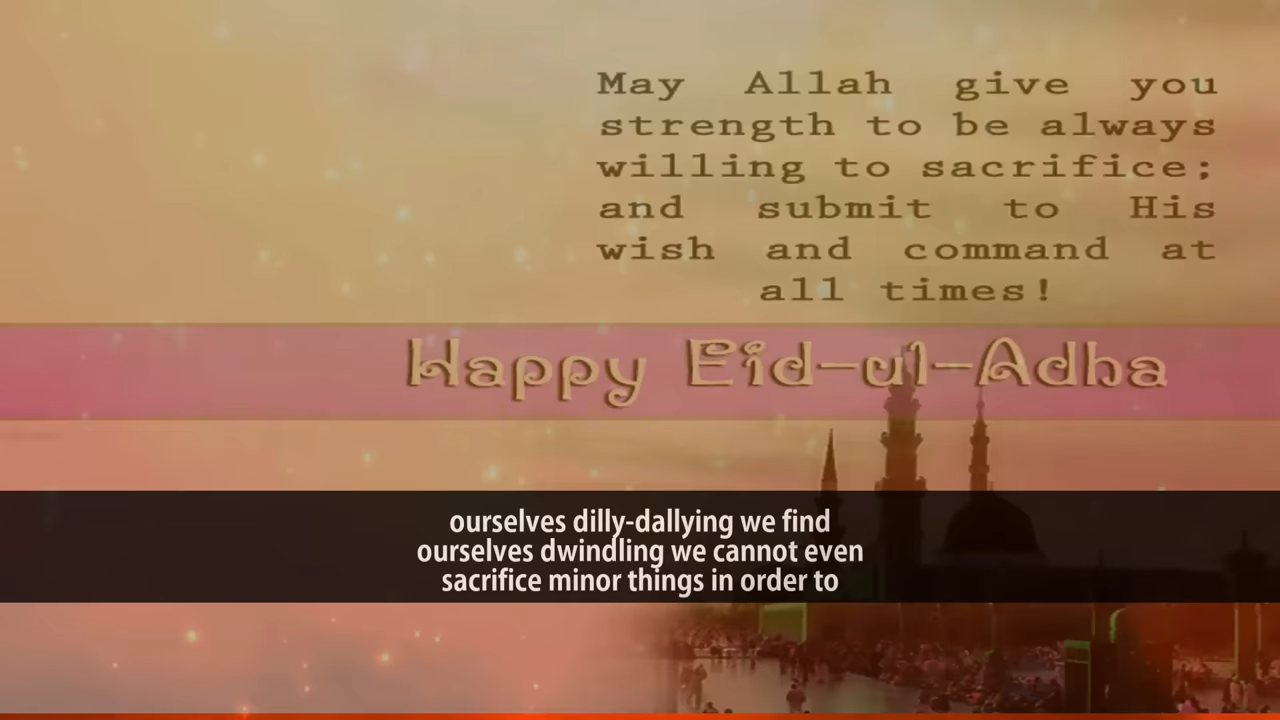 May Allah give you
strength to be always
willing to sacrifice;
and submit to His
wish and command at
all times!
Happy Eid-ul-Adha
ourselves dilly-dallying we find
ourselves dwindling we cannot even
sacrifice minor things in order to